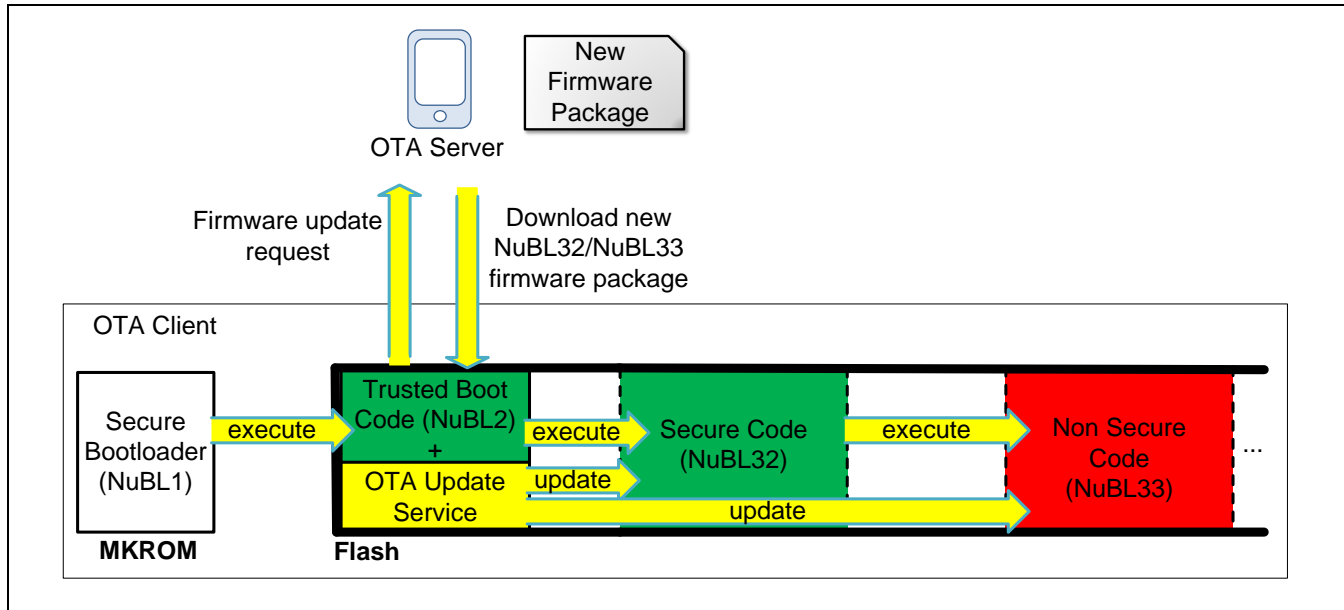 New
Firmware
Package
OTA Server
Firmware update
request
Download new
NuBL32/NuBL33
firmware package
OTA Client
Secure
Bootloader
(NuBL1)
MKROM
execute
Trusted Boot
Code (NuBL2)
+
OTA Update
Service
Flash
execute
update
Secure Code
(NuBL32)
execute
update
Non Secure
Code
(NuBL33)
...